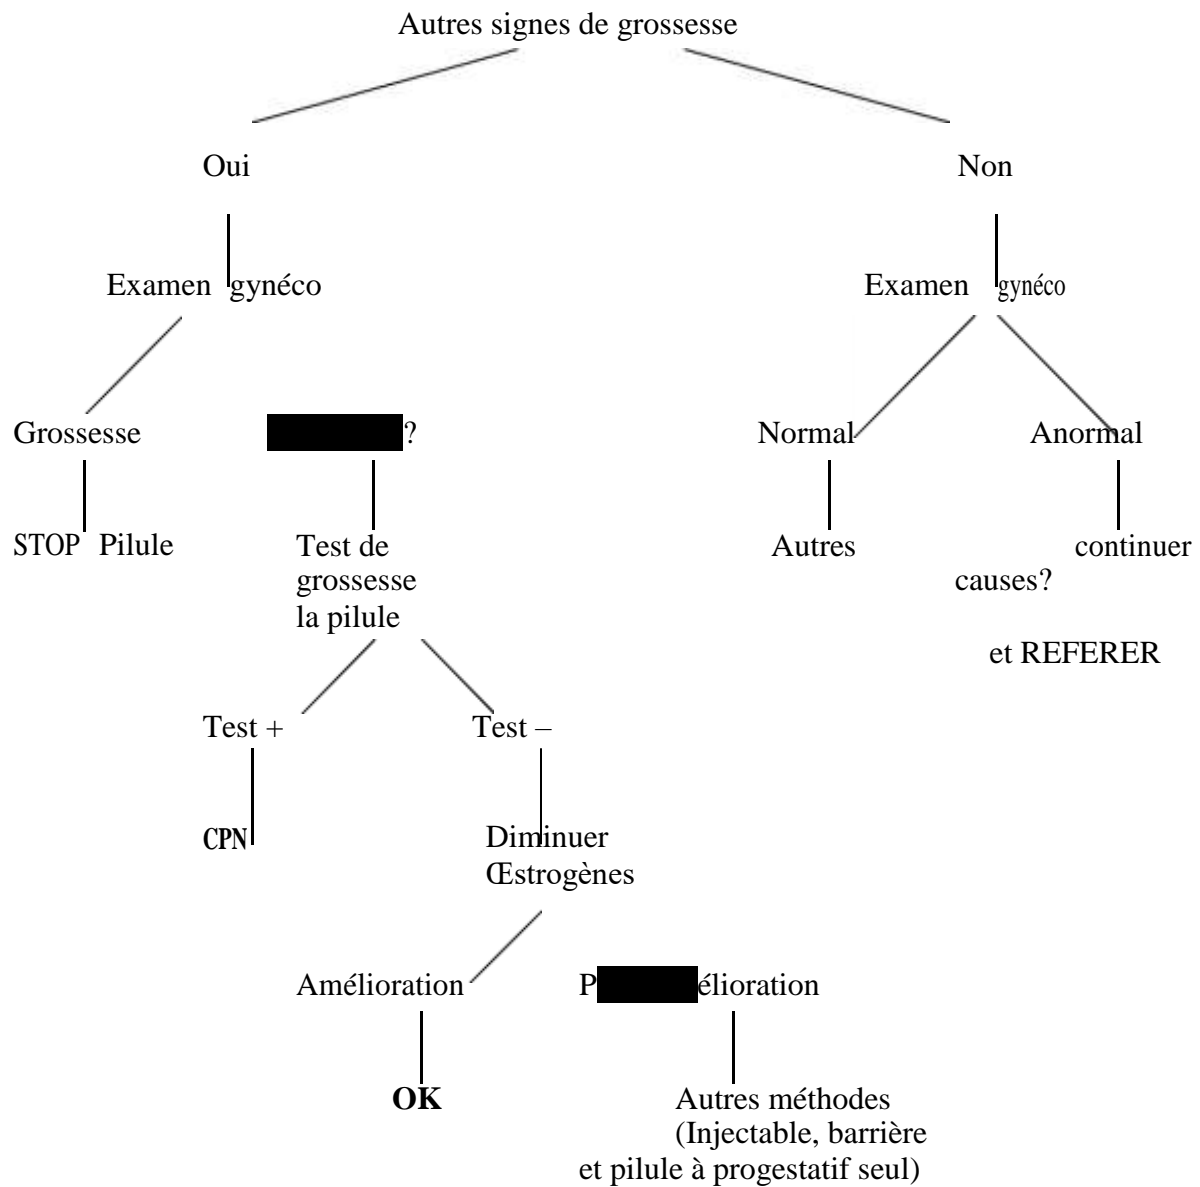 Autres signes de grossesse
Oui
Non
Examen gynéco
Examen gynéco
Grossesse
?
Normal
Anormal
STOP Pilule
Test de
grossesse
la pilule
Autres
causes?
continuer
et REFERER
Test +
Test –
CPN
Diminuer
Œstrogènes
Amélioration
P élioration
OK
Autres méthodes
(Injectable, barrière
et pilule à progestatif seul)